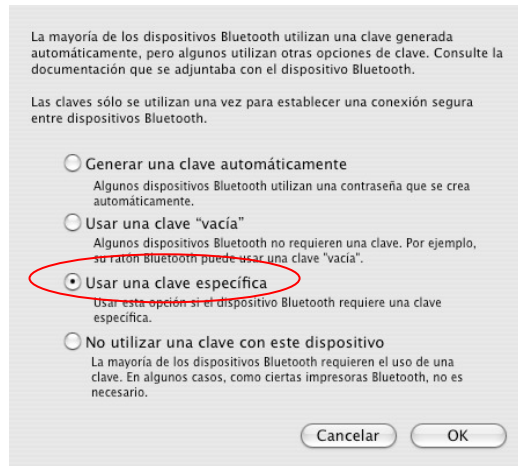 La mayoría de los dispositivos Bluetooth utilizan una clave generada
automáticamente, pero algunos utilizan otras opciones de clave. Consulte la
documentación que se adjuntaba con el dispositivo Bluetooth.
Las claves sólo se utilizan una vez para establecer una conexión segura
entre dispositivos Bluetooth.
Generar una clave automáticamente
Algunos dispositivos Bluetooth utilizan una contraseña que se crea
automáticamente.
Usar una clave “vacía”
Algunos dispositivos Bluetooth no requieren una clave. Por ejemplo,
su ratón Bluetooth puede usar una clave "vacía".
Usar una clave específica
Usar esta opción si el dispositivo Bluetooth requiere una clave
específica.
No utilizar una clave con este dispositivo
La mayoría de los dispositivos Bluetooth requieren el uso de una
clave. En algunos casos, como ciertas impresoras Bluetooth, no es
necesario.
Cancelar OK